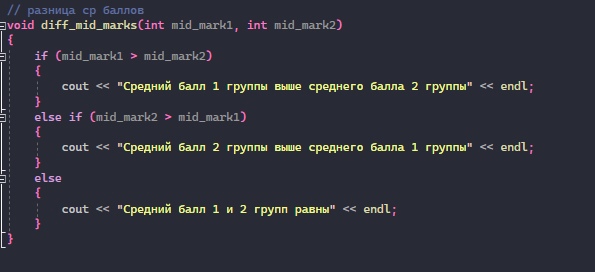 // разница ср баллов
void diff_mid_marks(int mid_mark1, int mid_mark2)
{
if (mid_mark1 > mid_mark2)
{
cout << "Средний балл 1 группы выше среднего балла 2 группы" << endl;
}
else if (mid_mark2 > mid_mark1)
{
cout << "Средний балл 2 группы выше среднего балла 1 группы" << endl;
}
else
{
cout << "Средний балл 1 и 2 групп равны" << endl;
}
}